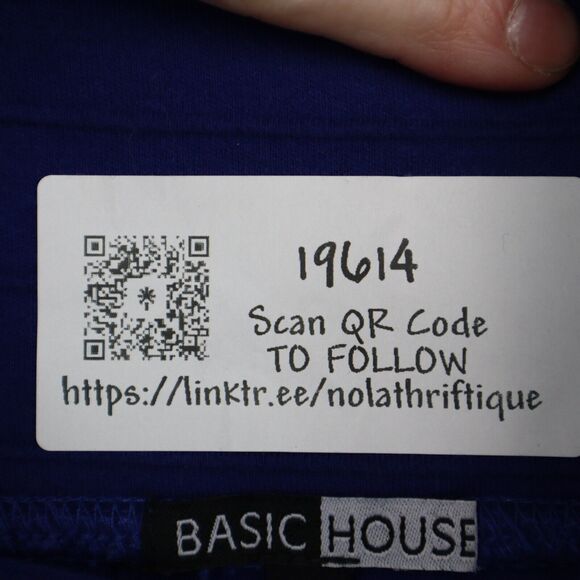 19614
Scan QR Code
TO FOLLOW
https://linktr.ee/nolathriftique
BASIC HOUSE